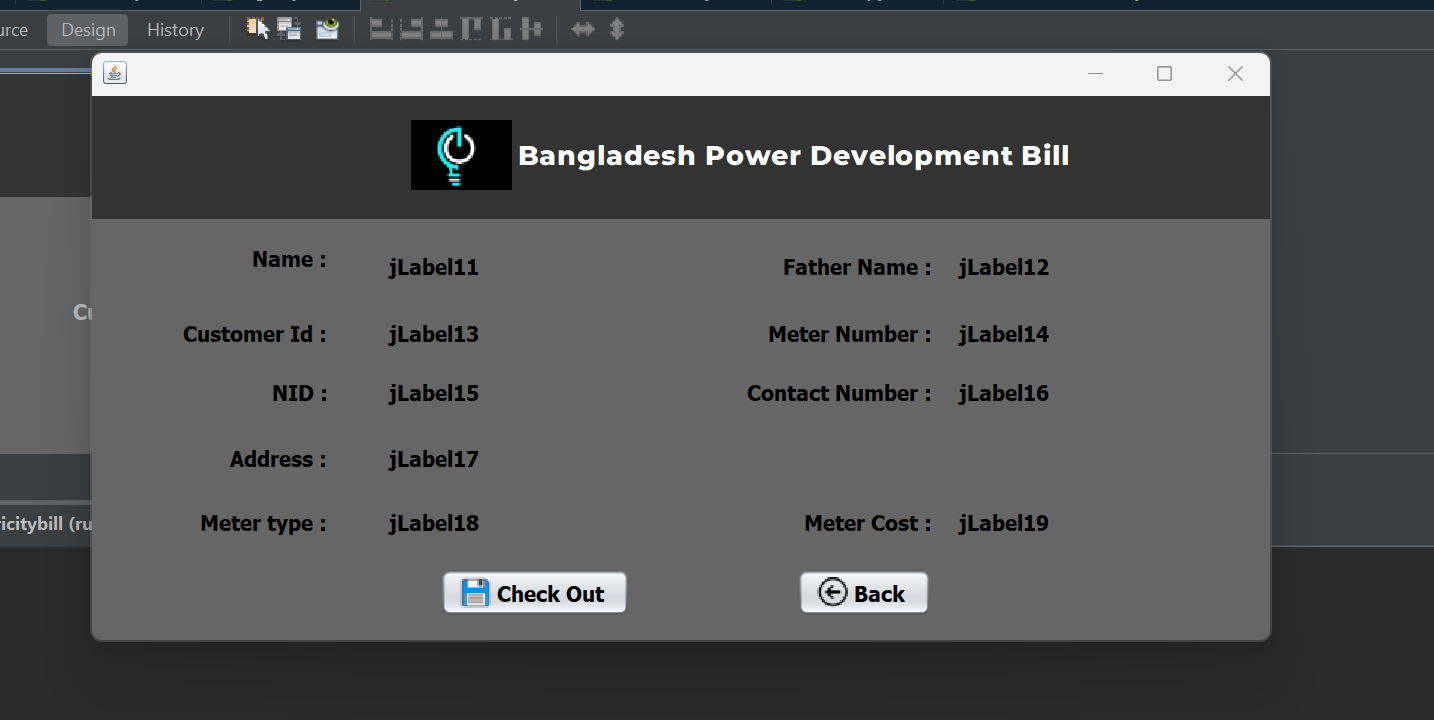 urce Design History
Bangladesh Power Development Bill
Name : jLabel11 Father Name : jLabel12
Cu
Customer Id : jLabel13 Meter Number : jLabel14
NID : jLabel15 Contact Number : jLabel16
Address : jLabel17
ricitybill (ru
Meter type : jLabel18 Meter Cost : jLabel19
Check Out Back